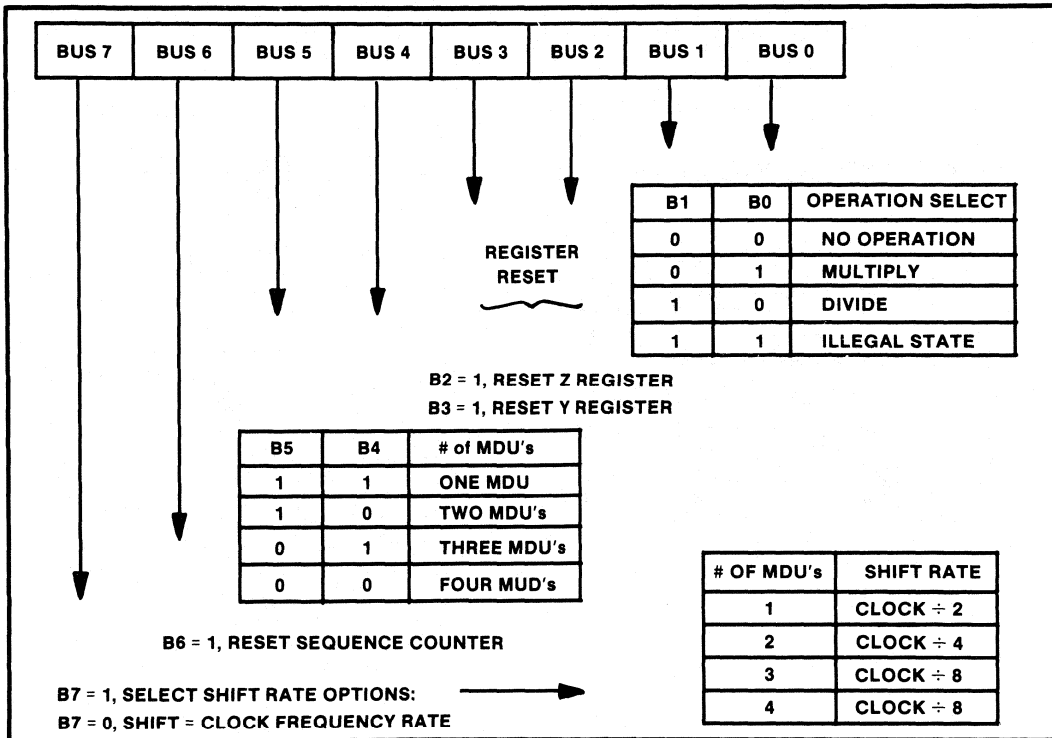 BUS 7 BUS 6 BUS 5 BUS 4 BUS 3 BUS 2 BUS 1 BUS 0
B1 B0 OPERATION SELECT
0 0 NO OPERATION
0 1 MULTIPLY
1 0 DIVIDE
1 1 ILLEGAL STATE
REGISTER
RESET
B2 = 1, RESET Z REGISTER
B3 = 1, RESET Y REGISTER
B5 B4 # of MDU's
1 1 ONE MDU
1 0 TWO MDU's
0 1 THREE MDU's
0 0 FOUR MUD's
# OF MDU's SHIFT RATE
1 CLOCK ÷ 2
2 CLOCK ÷ 4
3 CLOCK ÷ 8
4 CLOCK ÷ 8
B6 = 1, RESET SEQUENCE COUNTER
B7 = 1, SELECT SHIFT RATE OPTIONS:
B7 = 0, SHIFT = CLOCK FREQUENCY RATE